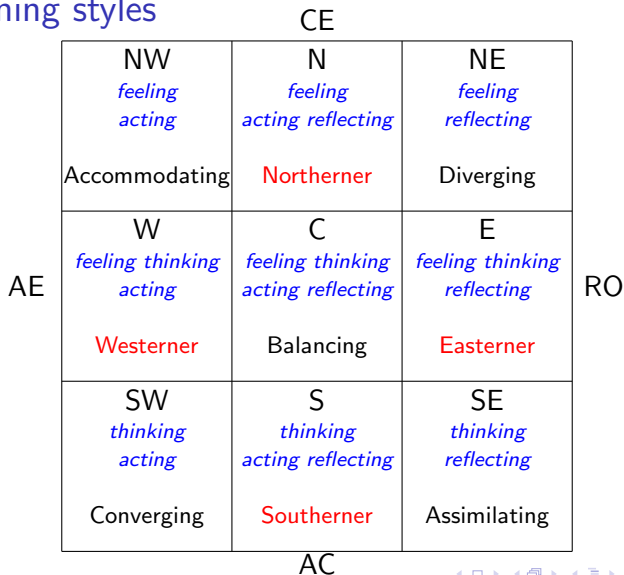 ning styles
CE
NW N NE
feeling feeling feeling
acting acting reflecting reflecting
Accommodating Northerner Diverging
W C E
feeling thinking feeling thinking feeling thinking
AE acting acting reflecting reflecting RO
Westerner Balancing Easterner
SW S SE
thinking thinking thinking
acting acting reflecting reflecting
Converging Southerner Assimilating
AC